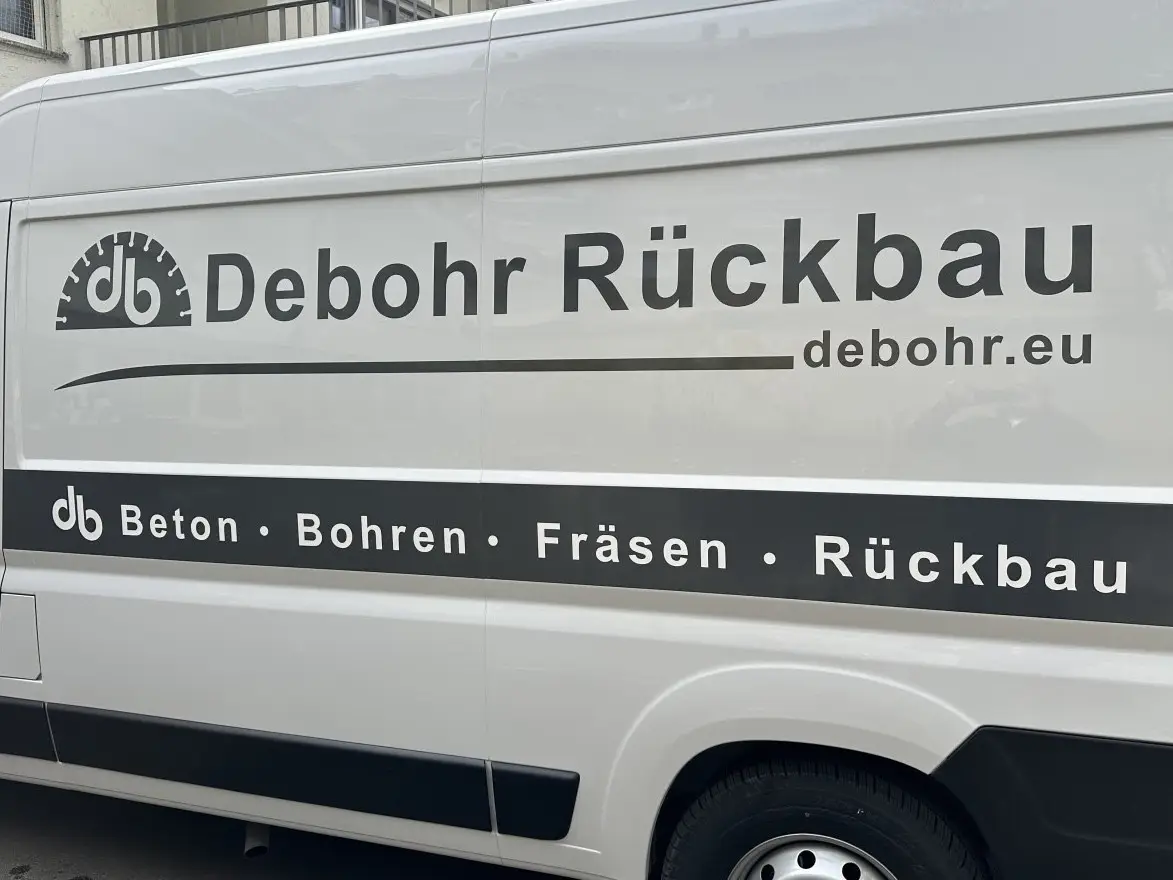 db Debohr Rückbau
debohr.eu
db Beton · Bohren · Fräsen · Rückbau